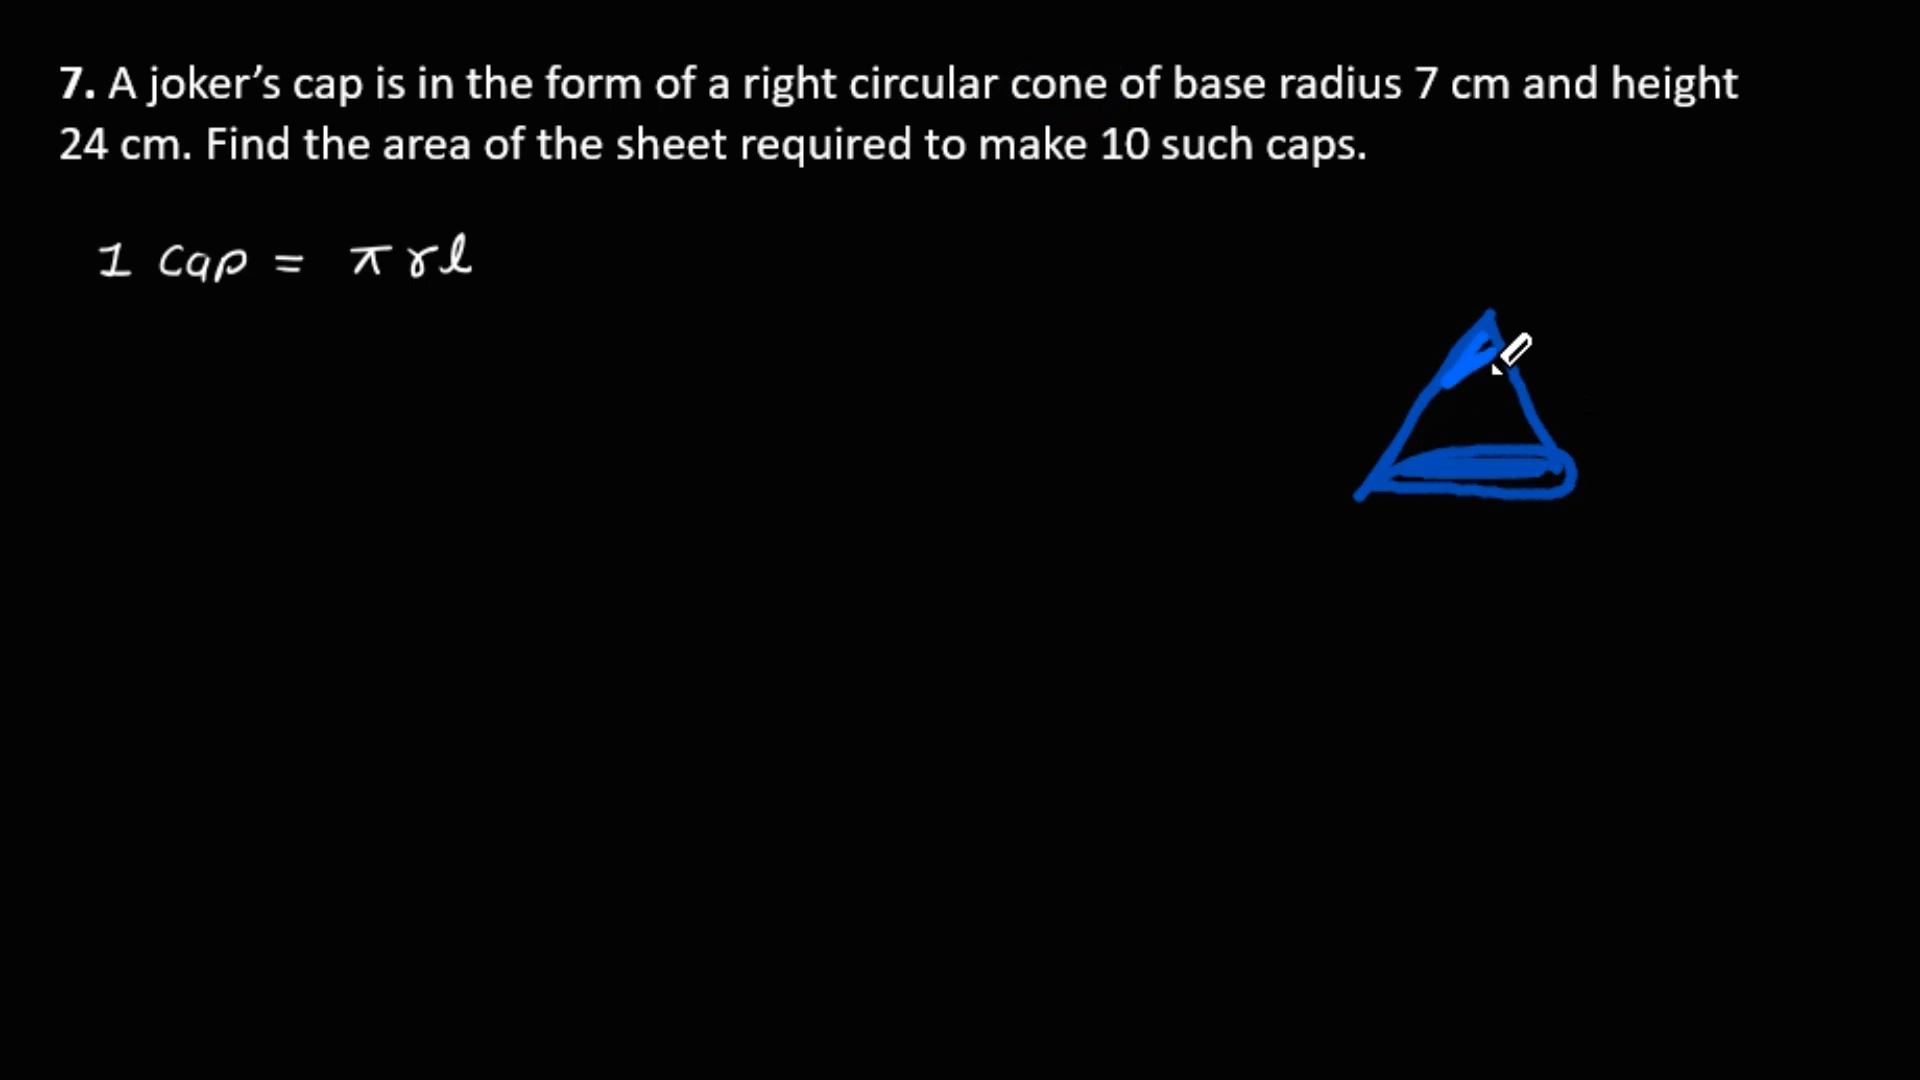 7. A joker’s cap is in the form of a right circular cone of base radius 7 cm and height
24 cm. Find the area of the sheet required to make 10 such caps.
1 cap = πrl